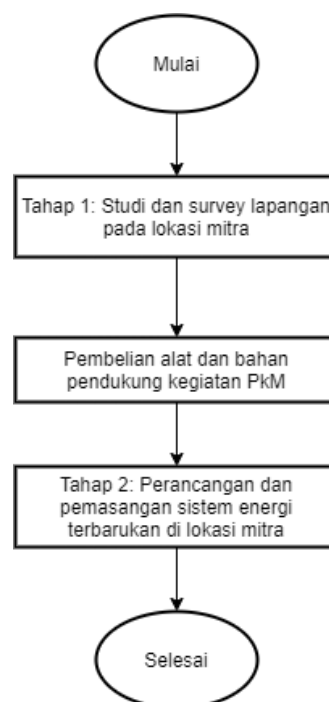 Mulai
Tahap 1: Studi dan survey lapangan
pada lokasi mitra
Pembelian alat dan bahan
pendukung kegiatan PkM
Tahap 2: Perancangan dan
pemasangan sistem energi
terbarukan di lokasi mitra
Selesai